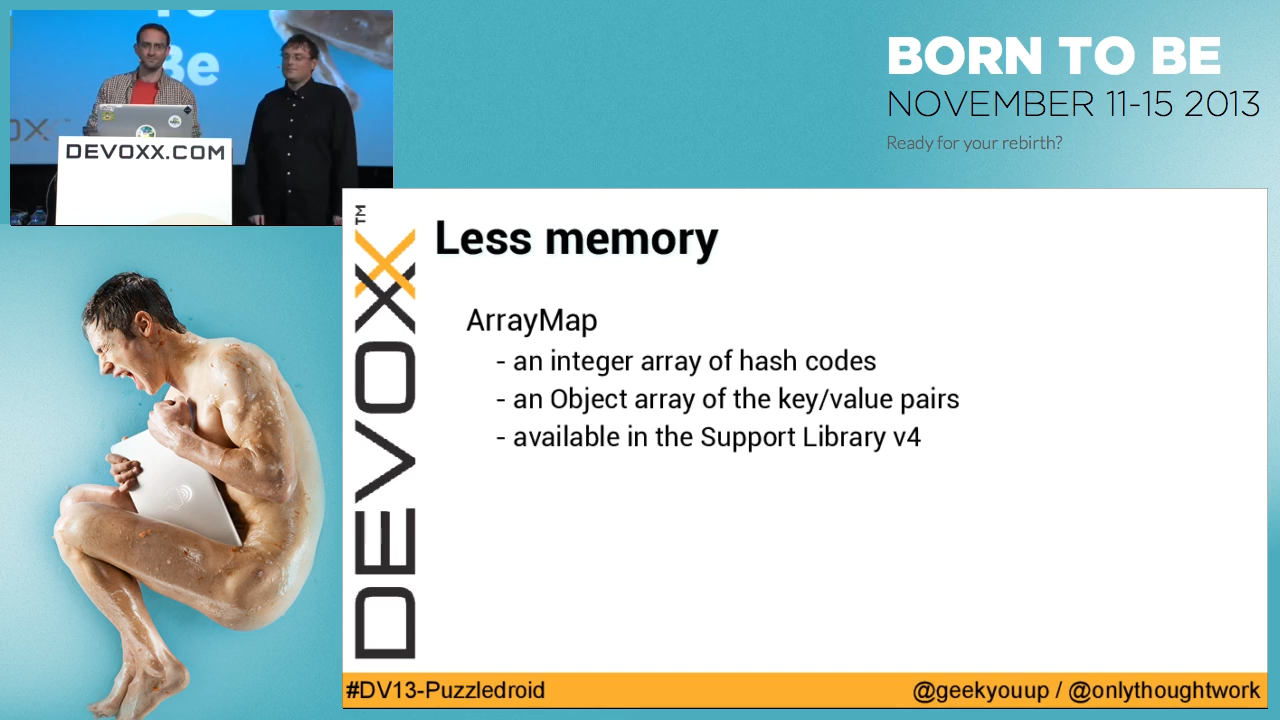 Be
DEVOXX.COM
BORN TO BE
NOVEMBER 11-15 2013
Ready for your rebirth?
DEVOXX™
Less memory
ArrayMap
- an integer array of hash codes
- an Object array of the key/value pairs
- available in the Support Library v4
#DV13-Puzzledroid
@geekyouup / @onlythoughtwork